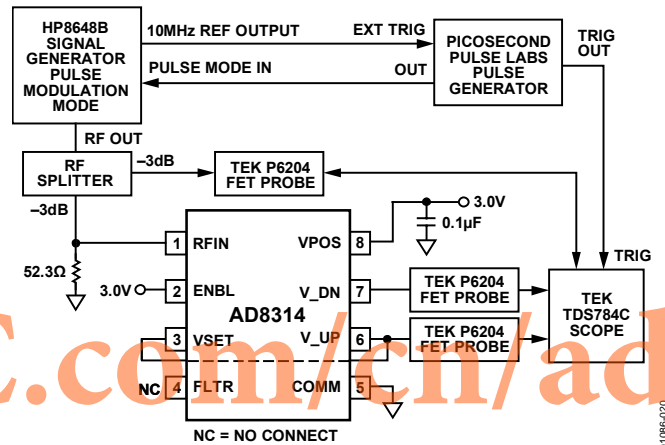 HP8648B
SIGNAL
GENERATOR
PULSE
MODULATION
MODE
10MHz REF OUTPUT
EXT TRIG
PULSE MODE IN
OUT
PICOSECOND
PULSE LABS
PULSE
GENERATOR
TRIG
OUT
RF OUT
RF
SPLITTER
–3dB
–3dB
TEK P6204
FET PROBE
3.0V
0.1µF
52.3Ω
3.0V
1 RFIN
2 ENBL
3 VSET
NC 4 FLTR
AD8314
VPOS 8
V_DN 7
V_UP 6
COMM 5
TEK P6204
FET PROBE
TEK P6204
FET PROBE
TRIG
TEK
TDS784C
SCOPE
NC = NO CONNECT
C.com/cn/ad
1086-020